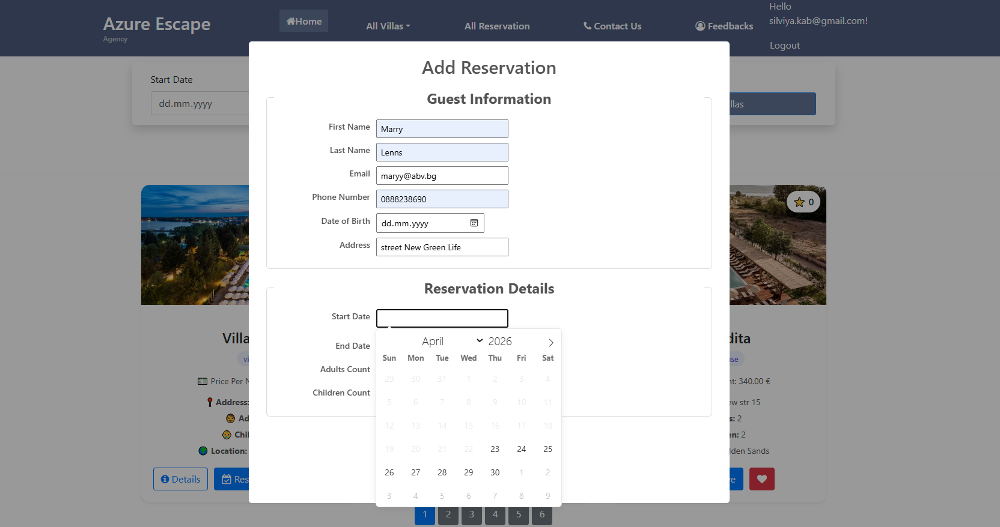 Azure Escape
Agency
Home
All Villas
All Reservation
Contact Us
Feedbacks
Hello
silviya.kab@gmail.com!
Logout
Start Date
dd.mm.yyyy
Add Reservation
Guest Information
First Name Marry
Last Name Lenns
Email maryy@abv.bg
Phone Number 0888238690
Date of Birth dd.mm.yyyy
Address street New Green Life
Reservation Details
Start Date
End Date
Adults Count
Children Count
April 2026
Sun Mon Tue Wed Thu Fri Sat
29 30 31 1 2 3 4
5 6 7 8 9 10 11
12 13 14 15 16 17 18
19 20 21 22 23 24 25
26 27 28 29 30 1 2
3 4 5 6 7 8 9
Villa
Price Per N
Address:
Ad
Chil
Location:
Details
Res
llas
0
dita
use
nt: 340.00 €
ew str 15
s: 2
en: 2
lden Sands
ve
1 2 3 4 5 6